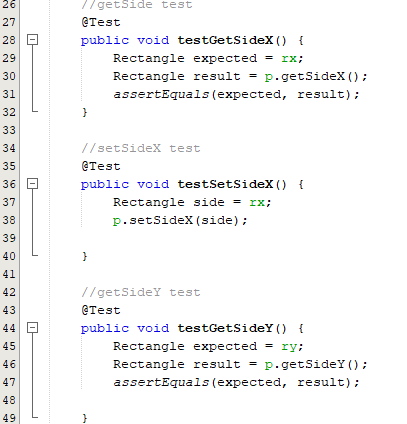 26 //getSide test
27 @Test
28 public void testGetSideX() {
29 Rectangle expected = rx;
30 Rectangle result = p.getSideX();
31 assertEquals(expected, result);
32 }
33
34 //setSideX test
35 @Test
36 public void testSetSideX() {
37 Rectangle side = rx;
38 p.setSideX(side);
39
40 }
41
42 //getSideY test
43 @Test
44 public void testGetSideY() {
45 Rectangle expected = ry;
46 Rectangle result = p.getSideY();
47 assertEquals(expected, result);
48
49 }